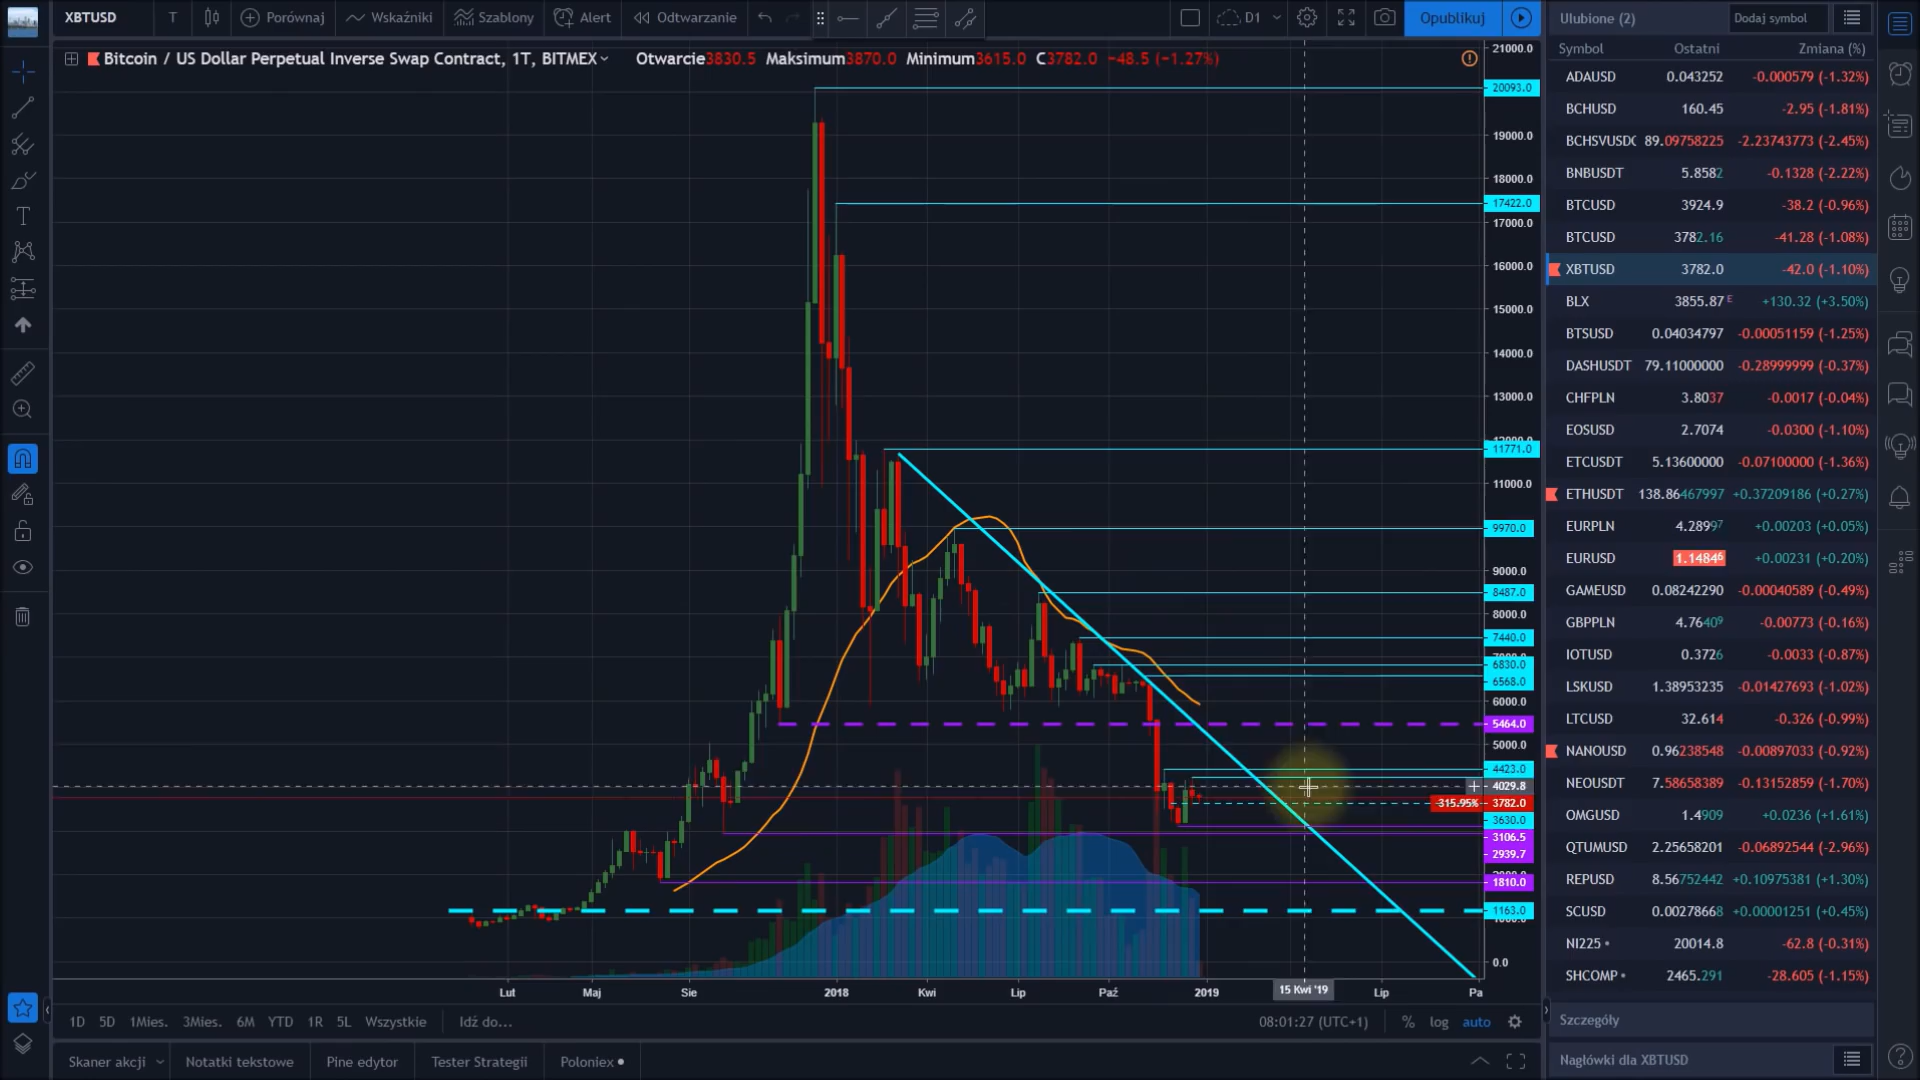 XBTUSD T Porównaj Wskaźniki Szablony Alert Odtwarzanie D1 Opublikuj
Bitcoin / US Dollar Perpetual Inverse Swap Contract, 1T, BITMEX Otwarcie3830.5 Maksimum3870.0 Minimum3615.0 C3782.0 −48.5 (−1.27%)
21000.0
20093.0
19000.0
18000.0
17422.0
17000.0
16000.0
15000.0
14000.0
13000.0
11771.0
11000.0
9970.0
9000.0
8487.0
8000.0
7440.0
6830.0
6568.0
6000.0
5464.0
5000.0
4423.0
4029.8
315.95% 3782.0
3630.0
3106.5
2939.7
1810.0
1163.0
0.0
Lut Maj Sie 2018 Kwi Lip Paź 2019 15 Kwi '19 Lip Pa
1D 5D 1Mies. 3Mies. 6M YTD 1R 5L Wszystkie Idź do... 08:01:27 (UTC+1) % log auto
Skaner akcji Notatki tekstowe Pine edytor Tester Strategii Poloniex
Ulubione (2) Dodaj symbol
Symbol Ostatni Zmiana (%)
ADAUSD 0.043252 -0.000579 (-1.32%)
BCHUSD 160.45 -2.95 (-1.81%)
BCHSVUSDC 89.09758225 -2.23743773 (-2.45%)
BNBUSDT 5.8582 -0.1328 (-2.22%)
BTCUSD 3924.9 -38.2 (-0.96%)
BTCUSD 3782.16 -41.28 (-1.08%)
XBTUSD 3782.0 -42.0 (-1.10%)
BLX 3855.87 E +130.32 (+3.50%)
BTSUSD 0.04034797 -0.00051159 (-1.25%)
DASHUSDT 79.11000000 -0.28999999 (-0.37%)
CHFPLN 3.8037 -0.0017 (-0.04%)
EOSUSD 2.7074 -0.0300 (-1.10%)
ETCUSDT 5.13600000 -0.07100000 (-1.36%)
ETHUSDT 138.86467997 +0.37209186 (+0.27%)
EURPLN 4.28997 +0.00203 (+0.05%)
EURUSD 1.14846 +0.00231 (+0.20%)
GAMEUSD 0.08242290 -0.00040589 (-0.49%)
GBPPLN 4.76409 -0.00773 (-0.16%)
IOTUSD 0.3726 -0.0033 (-0.87%)
LSKUSD 1.38953235 -0.01427693 (-1.02%)
LTCUSD 32.614 -0.326 (-0.99%)
NANOUSD 0.96238548 -0.00897033 (-0.92%)
NEOUSDT 7.58658389 -0.13152859 (-1.70%)
OMGUSD 1.4909 +0.0236 (+1.61%)
QTUMUSD 2.25658201 -0.06892544 (-2.96%)
REPUSD 8.56752442 +0.10975381 (+1.30%)
SCUSD 0.00278668 +0.00001251 (+0.45%)
NI225 20014.8 -62.8 (-0.31%)
SHCOMP 2465.291 -28.605 (-1.15%)
Szczegóły
Nagłówki dla XBTUSD